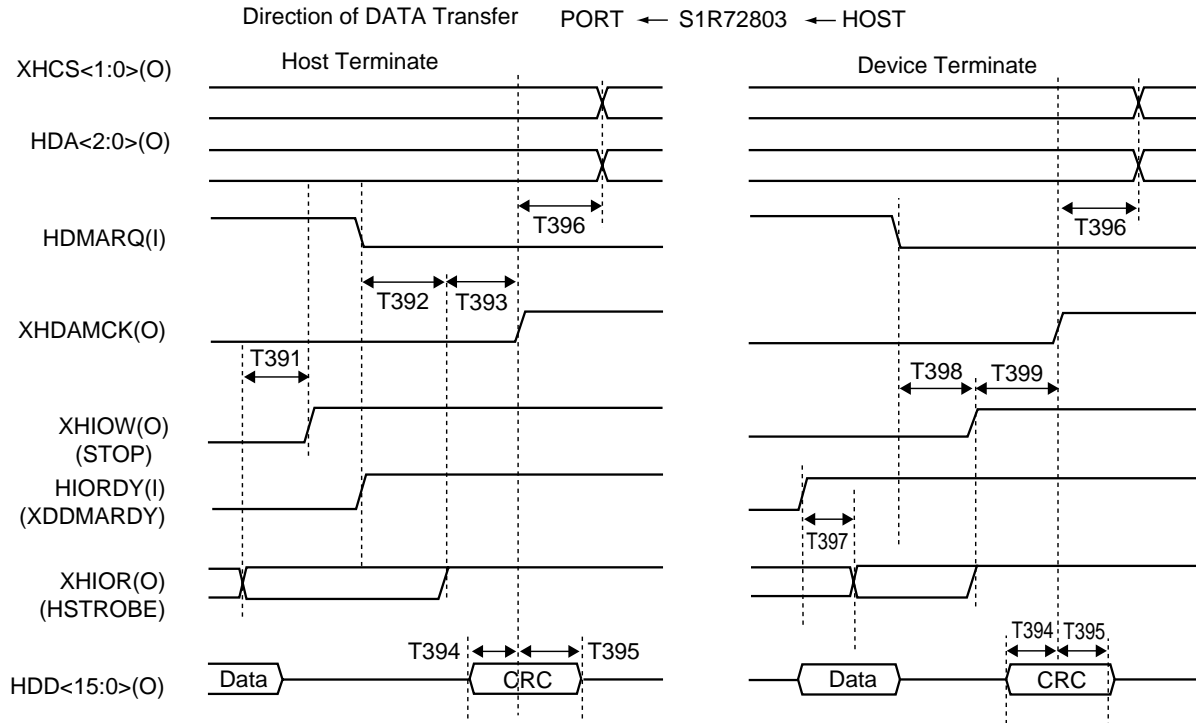 Direction of DATA Transfer PORT ← S1R72803 ← HOST
Host Terminate
Device Terminate
XHCS<1:0>(O)
HDA<2:0>(O)
T396
T396
HDMARQ(I)
T392 T393
XHDAMCK(O)
T391
T398 T399
XHIOW(O)
(STOP)
HIORDY(I)
(XDDMARDY)
T397
XHIOR(O)
(HSTROBE)
T394 T395
T394 T395
HDD<15:0>(O)
Data CRC
Data CRC